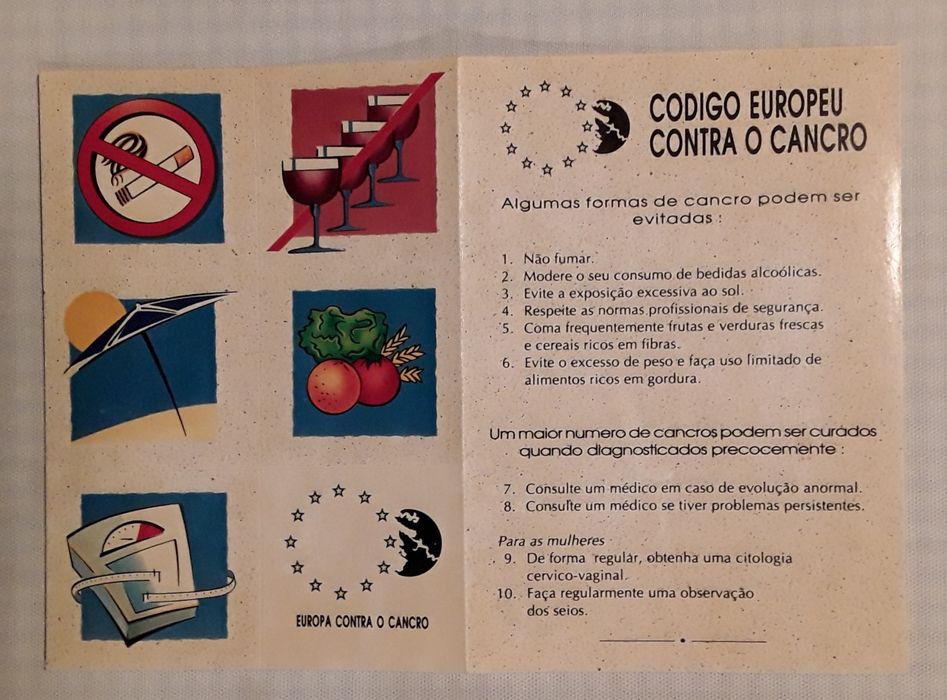 CODIGO EUROPEU
CONTRA O CANCRO
Algumas formas de cancro podem ser
evitadas :
1. Não fumar.
2. Modere o seu consumo de bedidas alcoólicas.
3. Evite a exposição excessiva ao sol.
4. Respeite as normas profissionais de segurança.
5. Coma frequentemente frutas e verduras frescas
e cereais ricos em fibras.
6. Evite o excesso de peso e faça uso limitado de
alimentos ricos em gordura.
Um maior numero de cancros podem ser curados
quando diagnosticados precocemente :
7. Consulte um médico em caso de evolução anormal.
8. Consulte um médico se tiver problemas persistentes.
Para as mulheres
9. De forma regular, obtenha uma citologia
cervico-vaginal.
10. Faça regularmente uma observação
dos seios.
EUROPA CONTRA O CANCRO